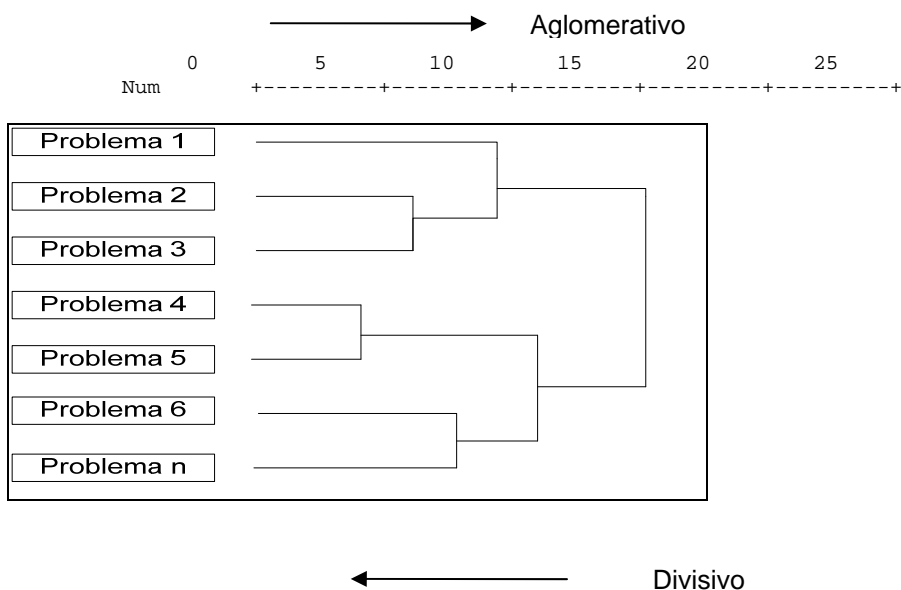 Aglomerativo
0 5 10 15 20 25
Num +---------+---------+---------+---------+---------+
Problema 1
Problema 2
Problema 3
Problema 4
Problema 5
Problema 6
Problema n
Divisivo